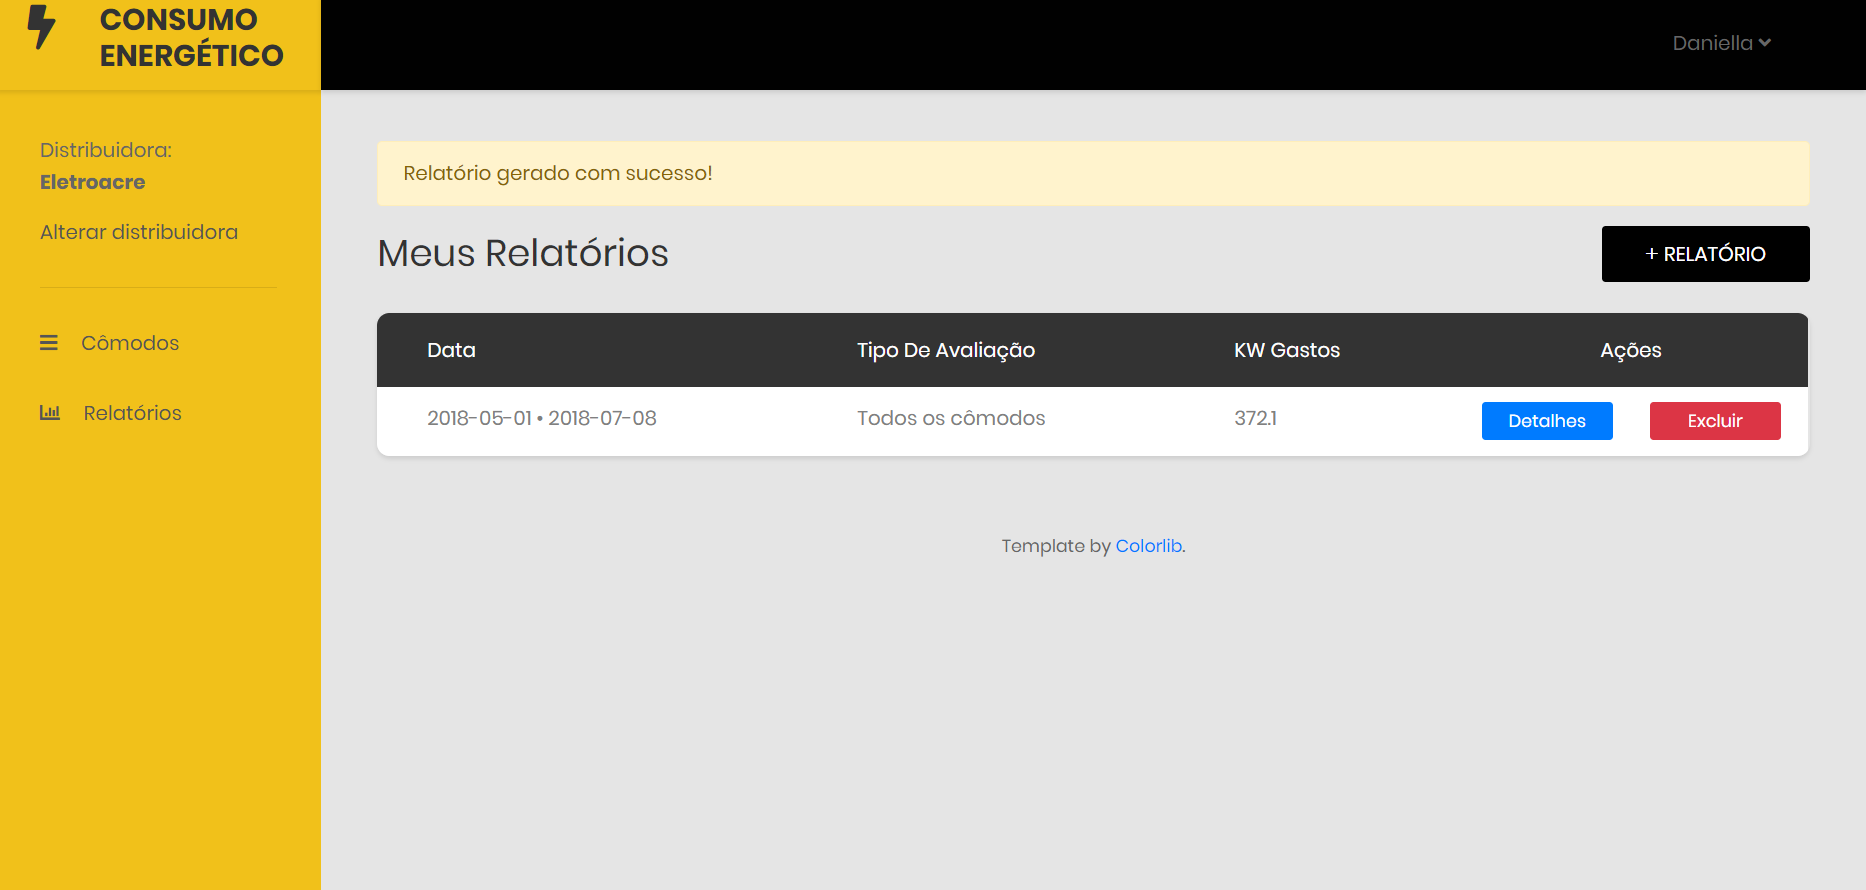 CONSUMO
ENERGÉTICO
Daniella
Distribuidora:
Eletroacre
Alterar distribuidora
Cômodos
Relatórios
Relatório gerado com sucesso!
Meus Relatórios
+ RELATÓRIO
Data Tipo De Avaliação KW Gastos Ações
2018-05-01 • 2018-07-08 Todos os cômodos 372.1 Detalhes Excluir
Template by Colorlib.